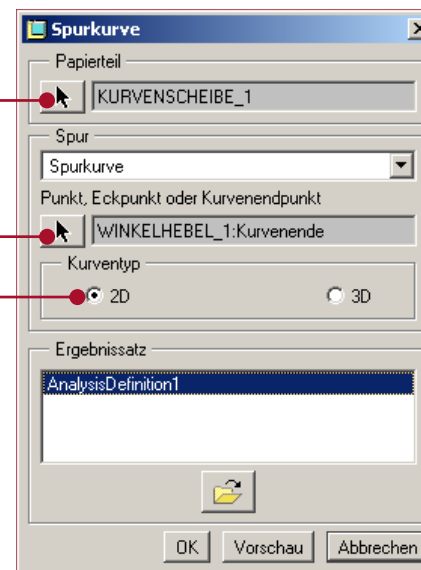 Spurkurve
Papierteil
KURVENSCHEIBE_1
Spur
Spurkurve
Punkt, Eckpunkt oder Kurvenendpunkt
WINKELHEBEL_1:Kurvenende
Kurventyp
2D 3D
Ergebnissatz
AnalysisDefinition1
OK Vorschau Abbrechen